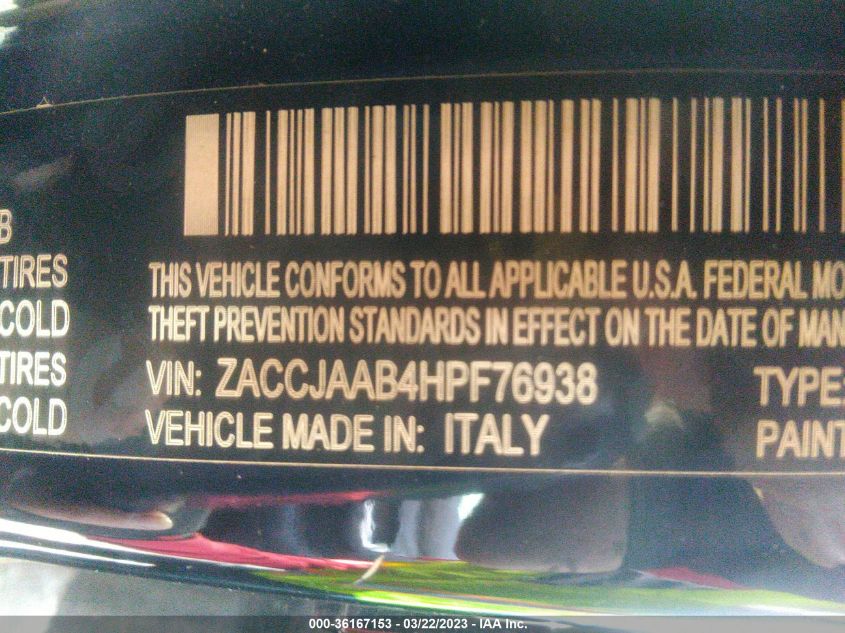 B
TIRES
COLD
TIRES
COLD
THIS VEHICLE CONFORMS TO ALL APPLICABLE U.S.A. FEDERAL MO
THEFT PREVENTION STANDARDS IN EFFECT ON THE DATE OF MAN
VIN: ZACCJAAB4HPF76938
VEHICLE MADE IN: ITALY
TYPE:
PAINT
000-36167153 - 03/22/2023 - IAA Inc.